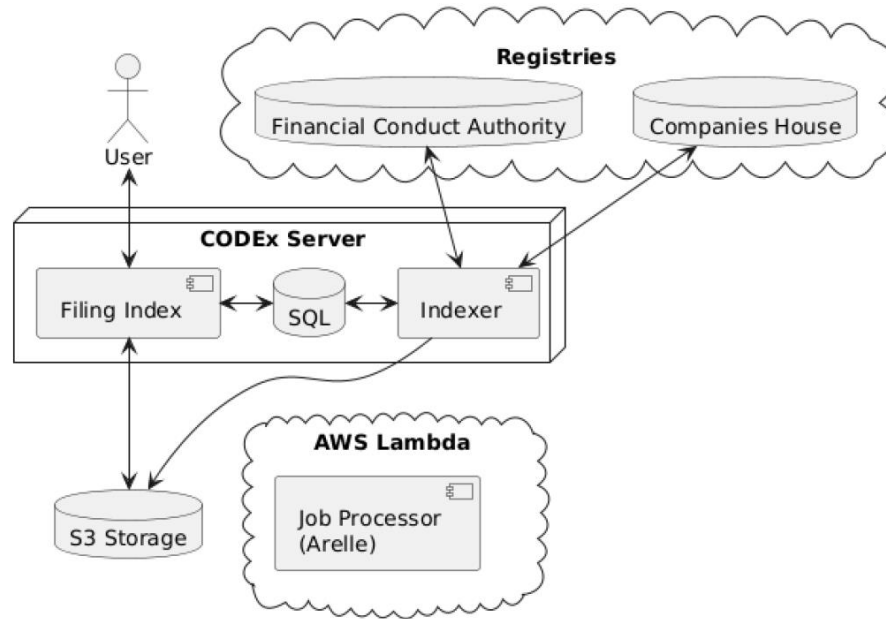 Registries
Financial Conduct Authority
Companies House
User
CODEx Server
Filing Index
SQL
Indexer
AWS Lambda
Job Processor
(Arelle)
S3 Storage